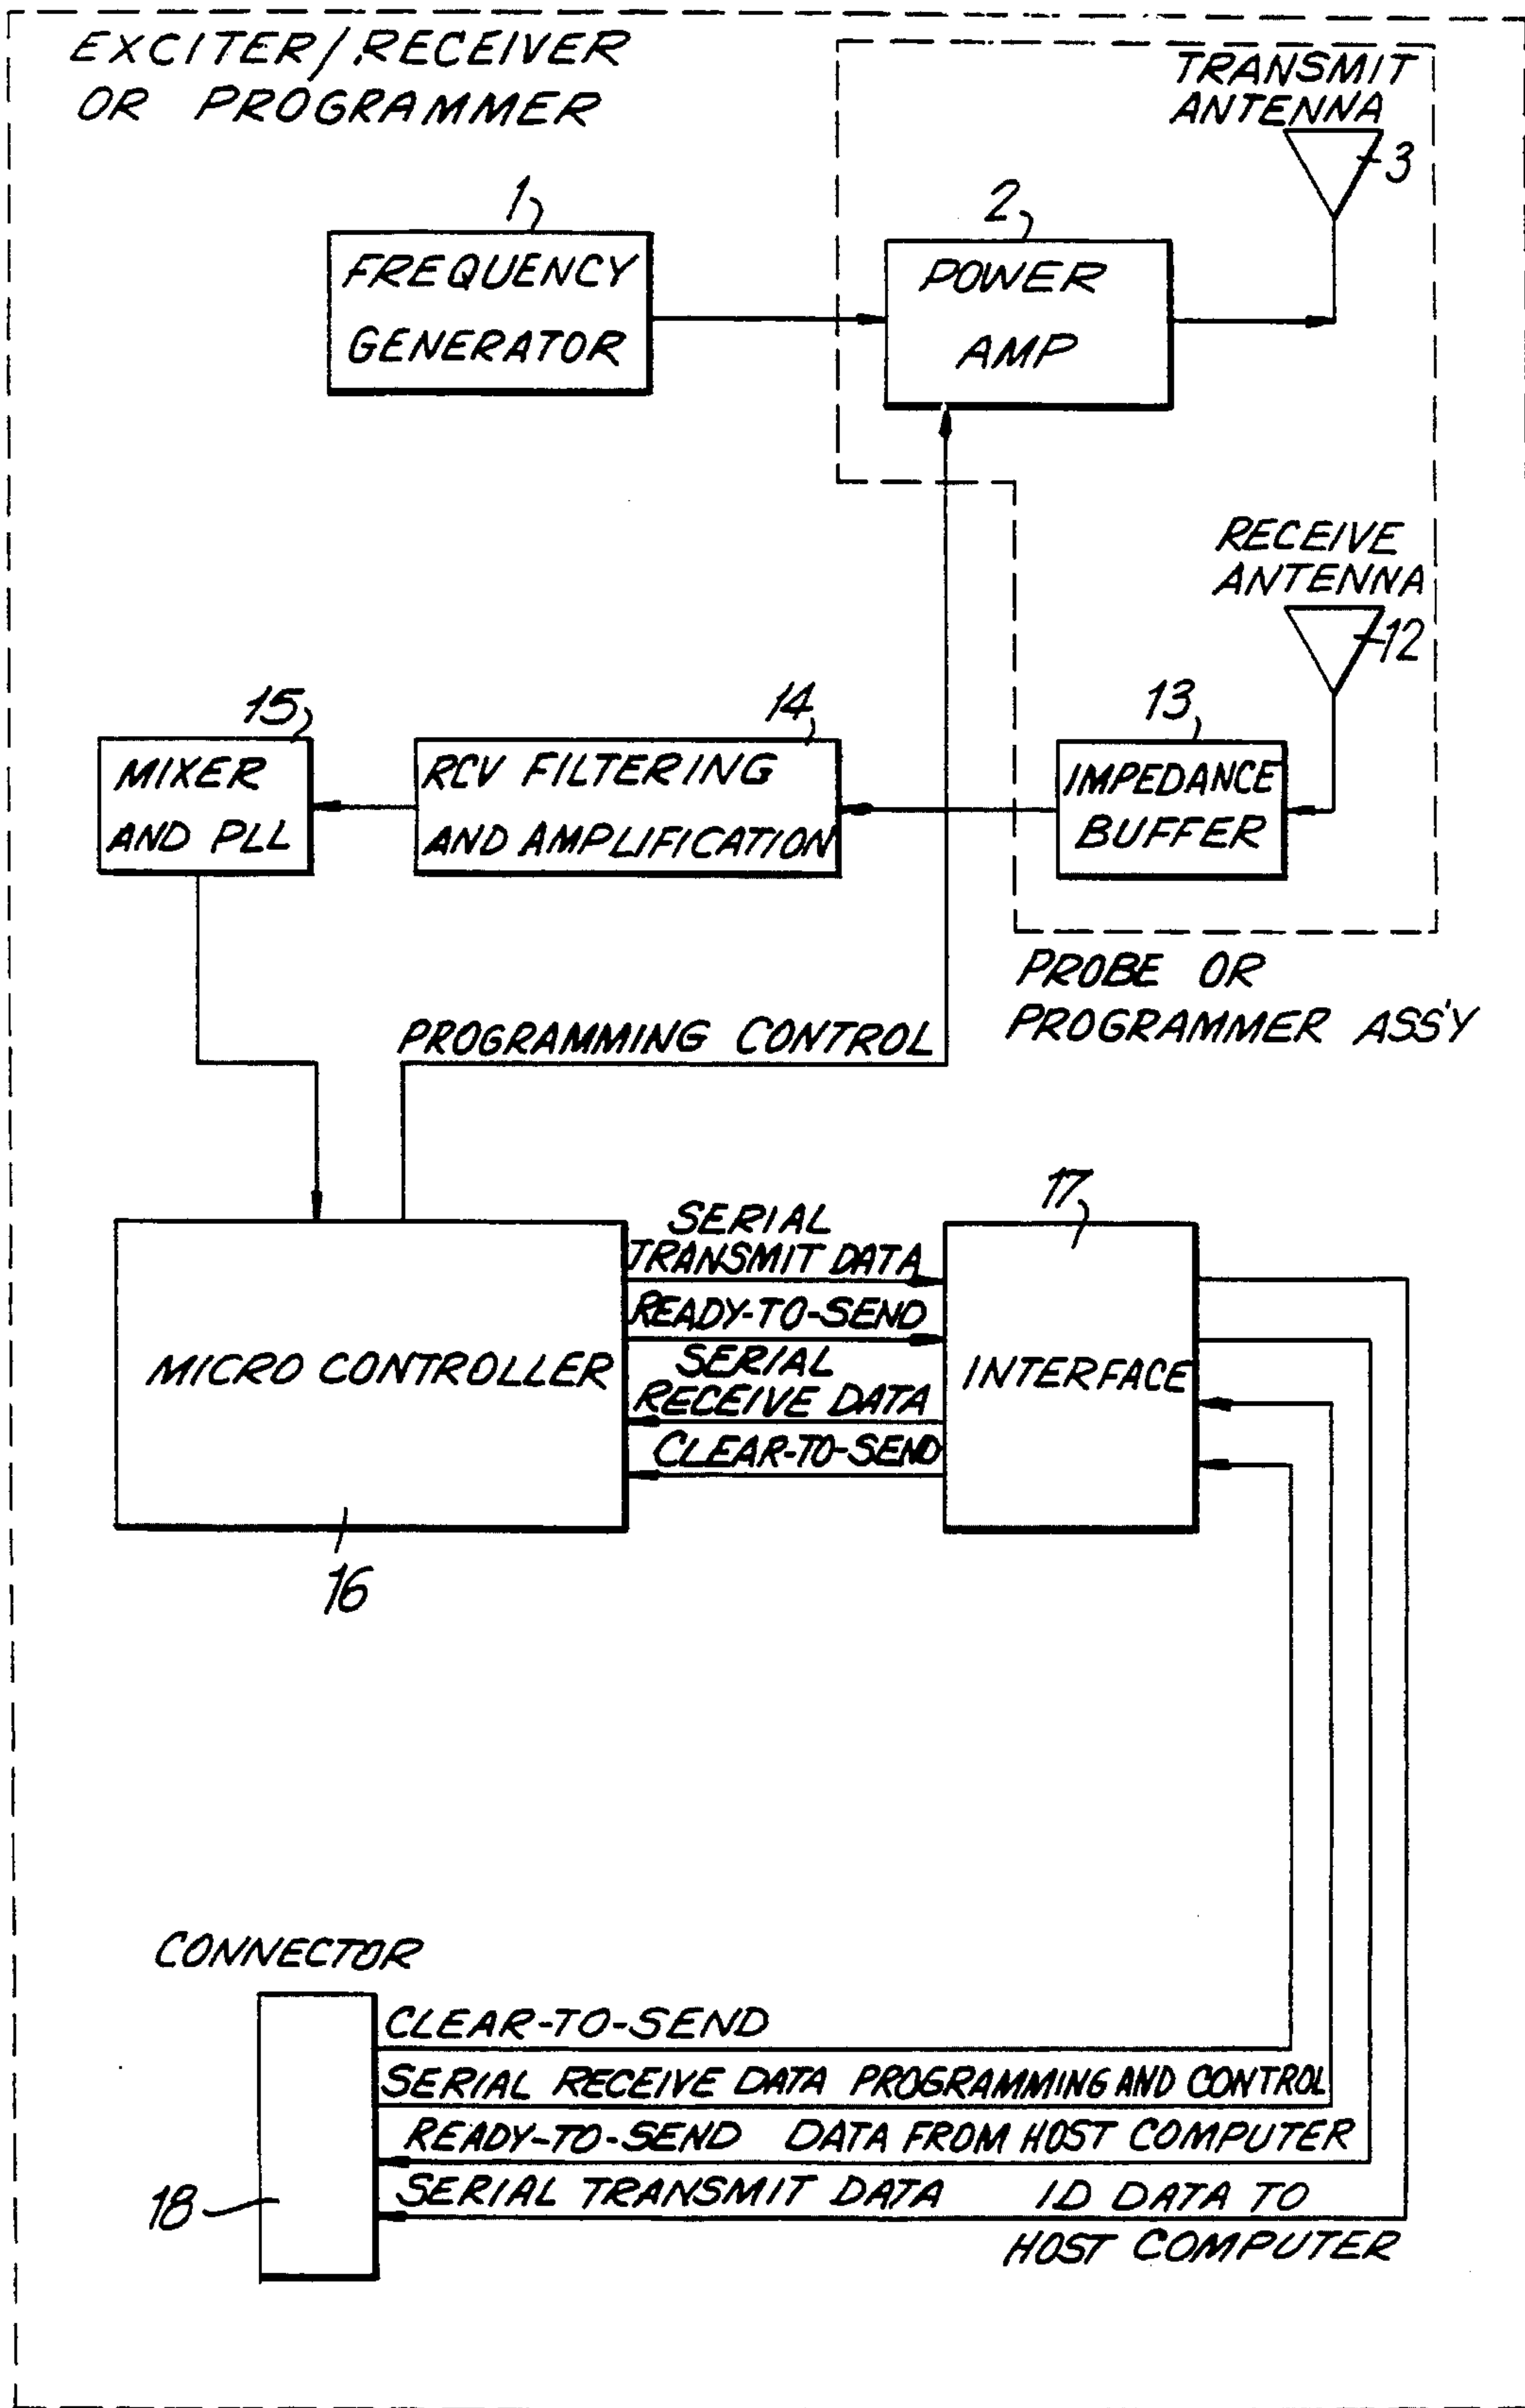 EXCITER/RECEIVER
OR PROGRAMMER
TRANSMIT
ANTENNA
3
1
FREQUENCY
GENERATOR
2
POWER
AMP
RECEIVE
ANTENNA
12
15
MIXER
AND PLL
14
RCV FILTERING
AND AMPLIFICATION
13
IMPEDANCE
BUFFER
PROBE OR
PROGRAMMER ASS'Y
PROGRAMMING CONTROL
MICRO CONTROLLER
16
SERIAL
TRANSMIT DATA
READY-TO-SEND
SERIAL
RECEIVE DATA
CLEAR-TO-SEND
17
INTERFACE
CONNECTOR
18
CLEAR-TO-SEND
SERIAL RECEIVE DATA PROGRAMMING AND CONTROL
READY-TO-SEND DATA FROM HOST COMPUTER
SERIAL TRANSMIT DATA ID DATA TO
HOST COMPUTER